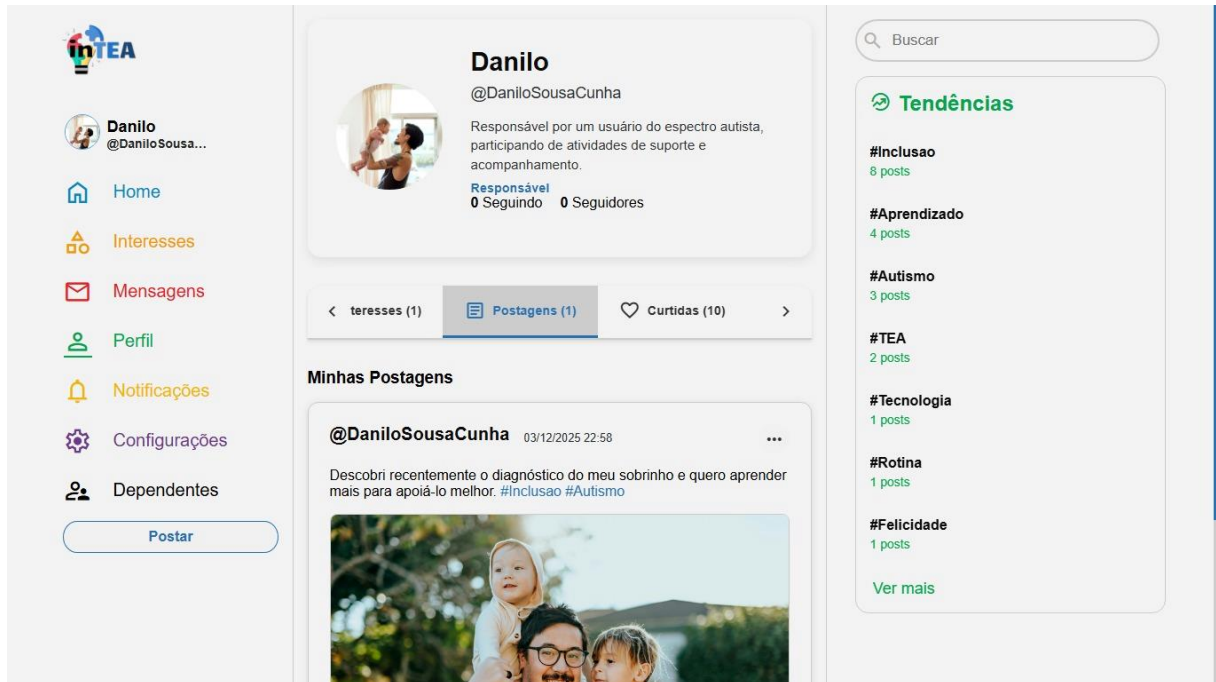 inTEA
Danilo
@DaniloSousa...
Home
Interesses
Mensagens
Perfil
Notificações
Configurações
Dependentes
Postar
Danilo
@DaniloSousaCunha
Responsável por um usuário do espectro autista,
participando de atividades de suporte e
acompanhamento.
Responsável
0 Seguindo 0 Seguidores
teresses (1)
Postagens (1)
Curtidas (10)
Minhas Postagens
@DaniloSousaCunha 03/12/2025 22:58
Descobri recentemente o diagnóstico do meu sobrinho e quero aprender
mais para apoiá-lo melhor. #Inclusao #Autismo
Buscar
Tendências
#Inclusao
8 posts
#Aprendizado
4 posts
#Autismo
3 posts
#TEA
2 posts
#Tecnologia
1 posts
#Rotina
1 posts
#Felicidade
1 posts
Ver mais